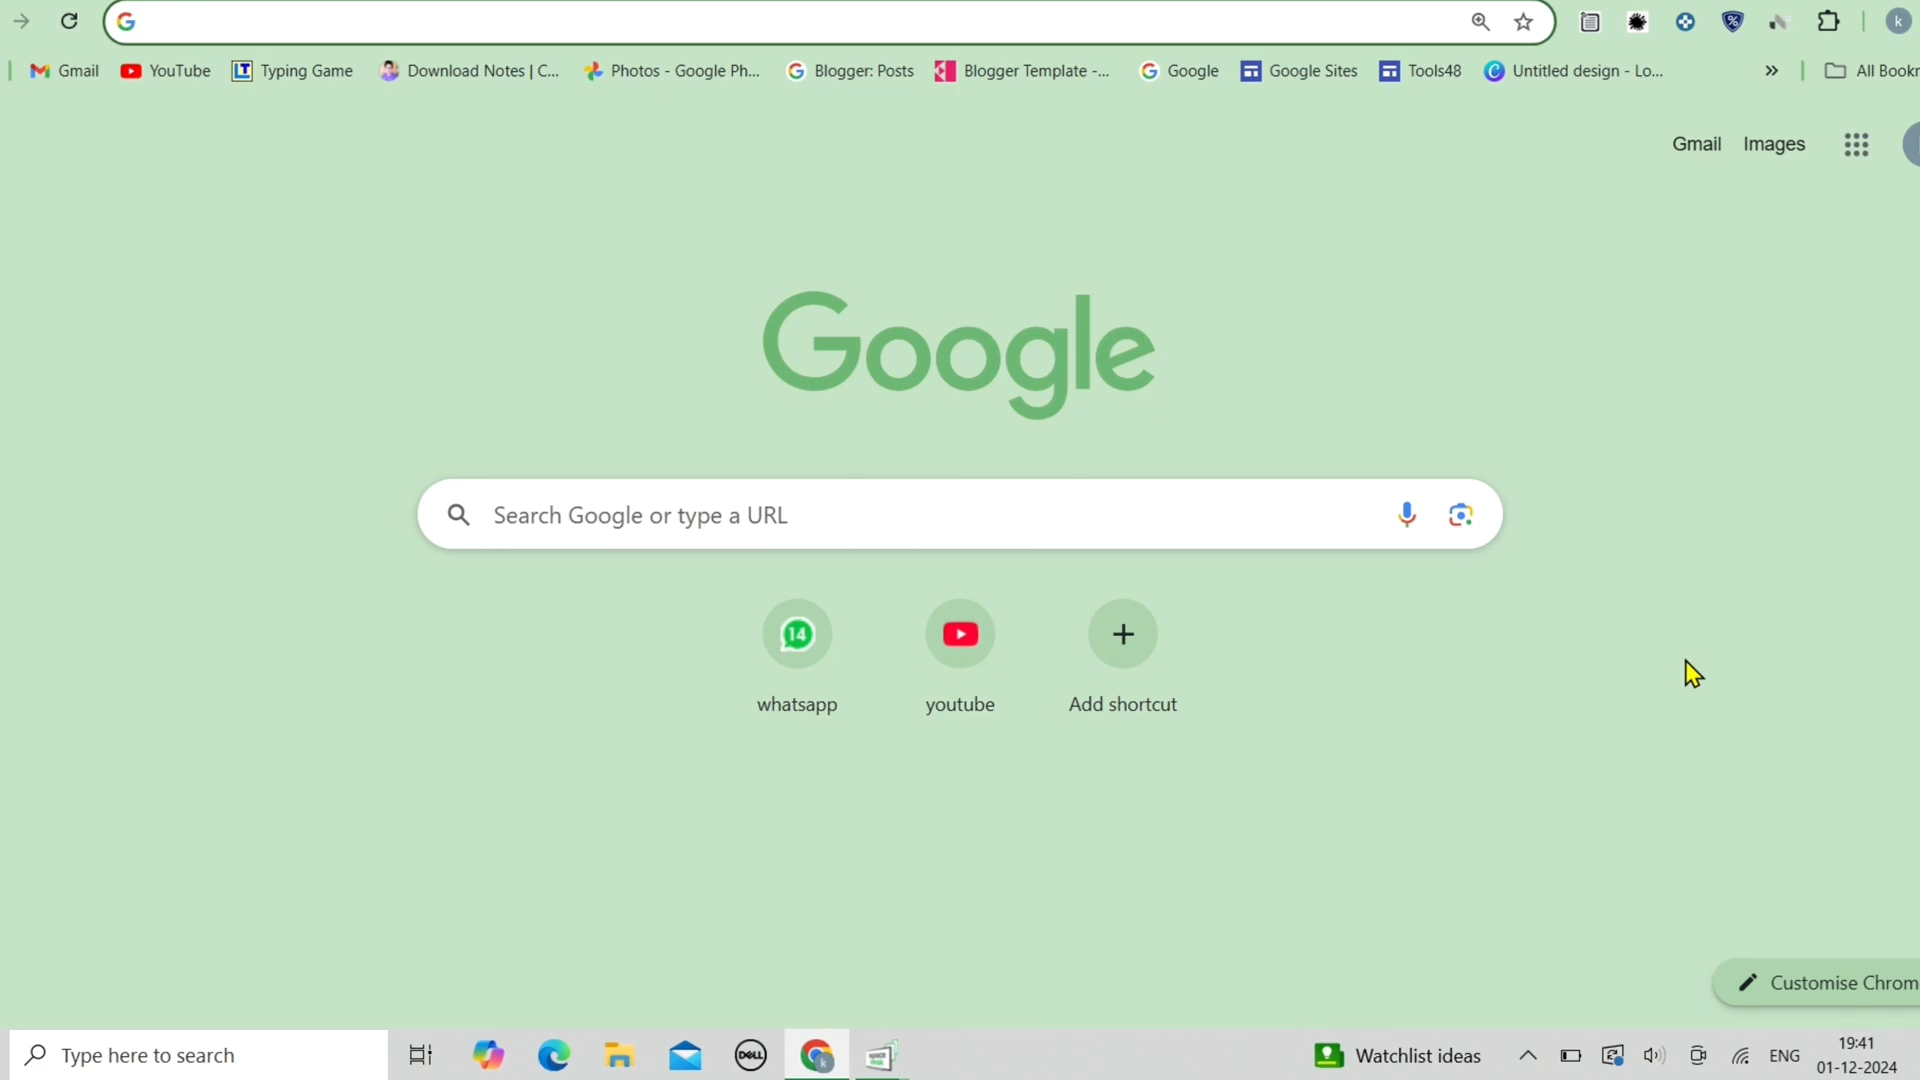 k
Gmail YouTube LT Typing Game Download Notes | C... Photos - Google Ph... Blogger: Posts Blogger Template -... Google Google Sites Tools48 Untitled design - Lo... » All Bookr
Gmail Images
Google
Search Google or type a URL
14
whatsapp youtube Add shortcut
Customise Chrom
Type here to search DELL k Watchlist ideas ENG 19:41
01-12-2024